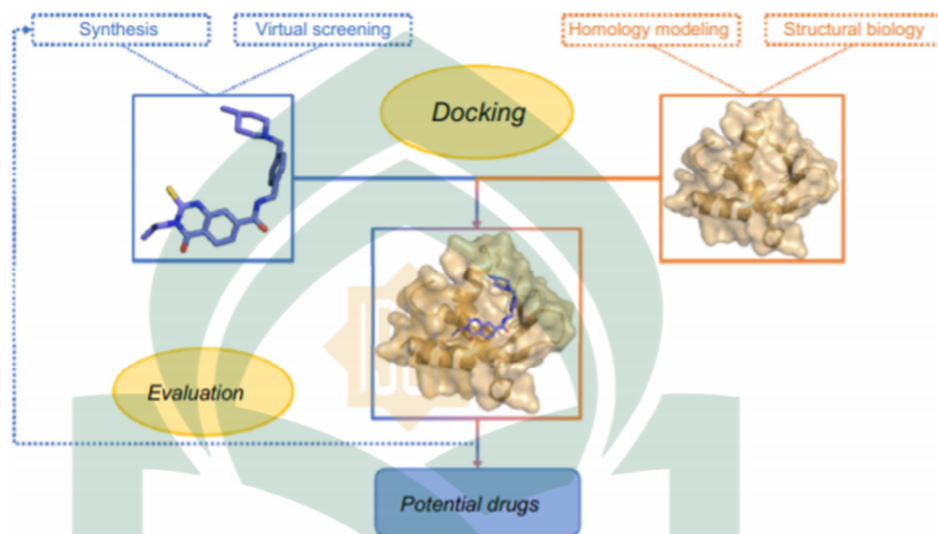 Synthesis
Virtual screening
Homology modeling
Structural biology
Docking
Evaluation
Potential drugs